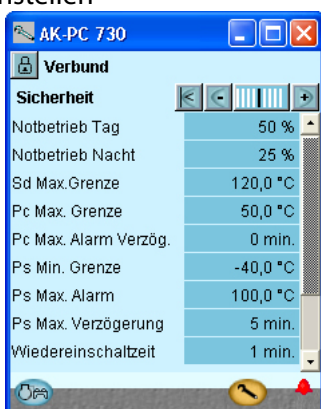 nstellen
AK-PC 730
Verbund
Sicherheit
Notbetrieb Tag 50 %
Notbetrieb Nacht 25 %
Sd Max.Grenze 120,0 °C
Pc Max. Grenze 50,0 °C
Pc Max. Alarm Verzög. 0 min.
Ps Min. Grenze -40,0 °C
Ps Max. Alarm 100,0 °C
Ps Max. Verzögerung 5 min.
Wiedereinschaltzeit 1 min.